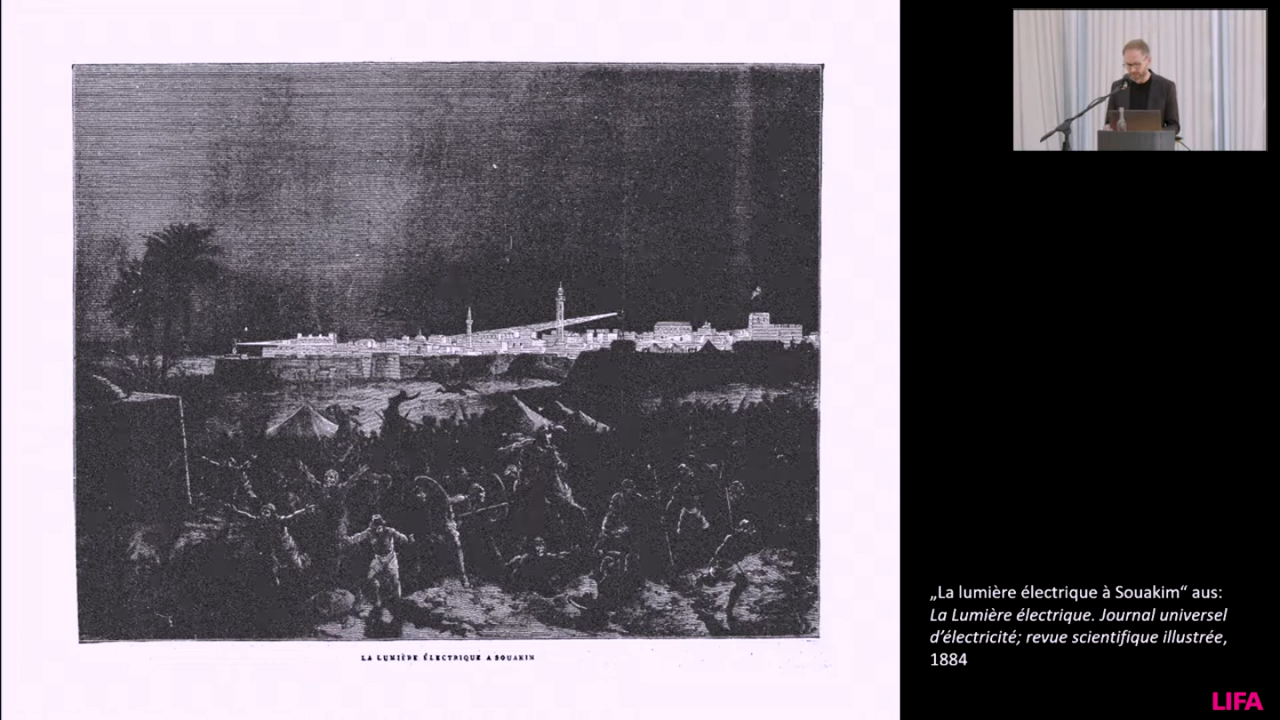 LA LUMIÈRE ÉLECTRIQUE A SOUAKIM
„La lumière électrique à Souakim“ aus:
La Lumière électrique. Journal universel
d’électricité; revue scientifique illustrée,
1884
LIFA